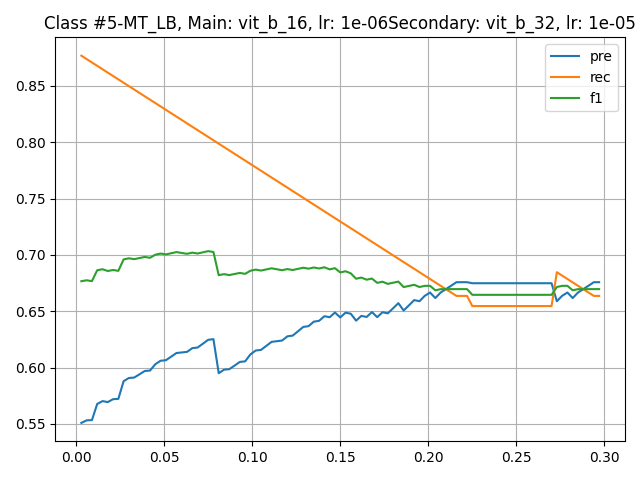 Class #5-MT_LB, Main: vit_b_16, lr: 1e-06Secondary: vit_b_32, lr: 1e-05
pre
rec
f1
0.85
0.80
0.75
0.70
0.65
0.60
0.55
0.00 0.05 0.10 0.15 0.20 0.25 0.30